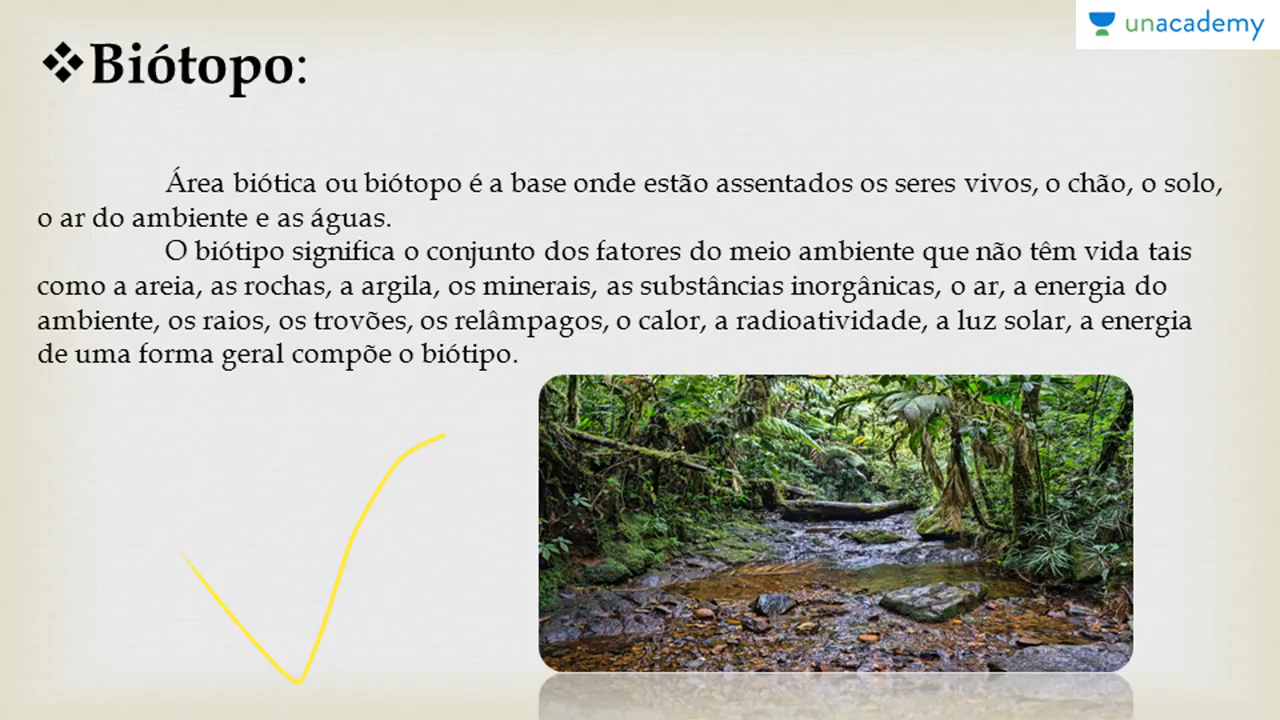 unacademy
❖Biótopo:
Área biótica ou biótopo é a base onde estão assentados os seres vivos, o chão, o solo,
o ar do ambiente e as águas.
O biótipo significa o conjunto dos fatores do meio ambiente que não têm vida tais
como a areia, as rochas, a argila, os minerais, as substâncias inorgânicas, o ar, a energia do
ambiente, os raios, os trovões, os relâmpagos, o calor, a radioatividade, a luz solar, a energia
de uma forma geral compõe o biótipo.